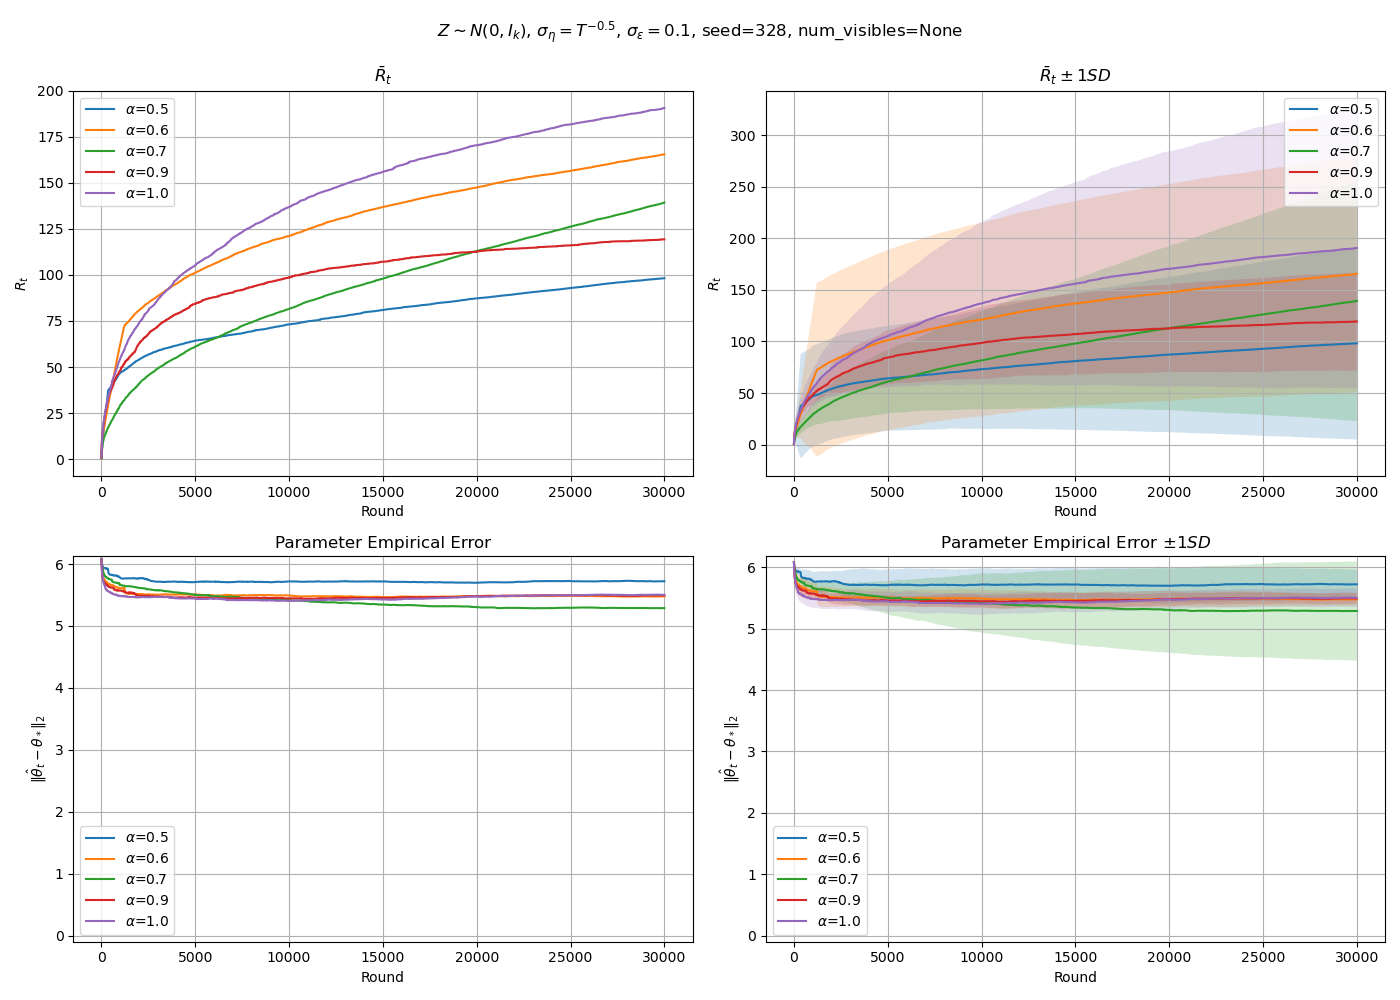 Z ~ N(0, I_k), σ_η = T^{−0.5}, σ_ε = 0.1, seed=328, num_visibles=None
R̄_t
R̄_t ± 1SD
200
175
150
125
100
75
50
25
0
R_t
α=0.5
α=0.6
α=0.7
α=0.9
α=1.0
0 5000 10000 15000 20000 25000 30000
Round
300
250
200
150
100
50
0
R_t
α=0.5
α=0.6
α=0.7
α=0.9
α=1.0
0 5000 10000 15000 20000 25000 30000
Round
Parameter Empirical Error
6
5
4
3
2
1
0
‖θ̂_t − θ_*‖_2
α=0.5
α=0.6
α=0.7
α=0.9
α=1.0
0 5000 10000 15000 20000 25000 30000
Round
Parameter Empirical Error ±1SD
6
5
4
3
2
1
0
‖θ̂_t − θ_*‖_2
α=0.5
α=0.6
α=0.7
α=0.9
α=1.0
0 5000 10000 15000 20000 25000 30000
Round